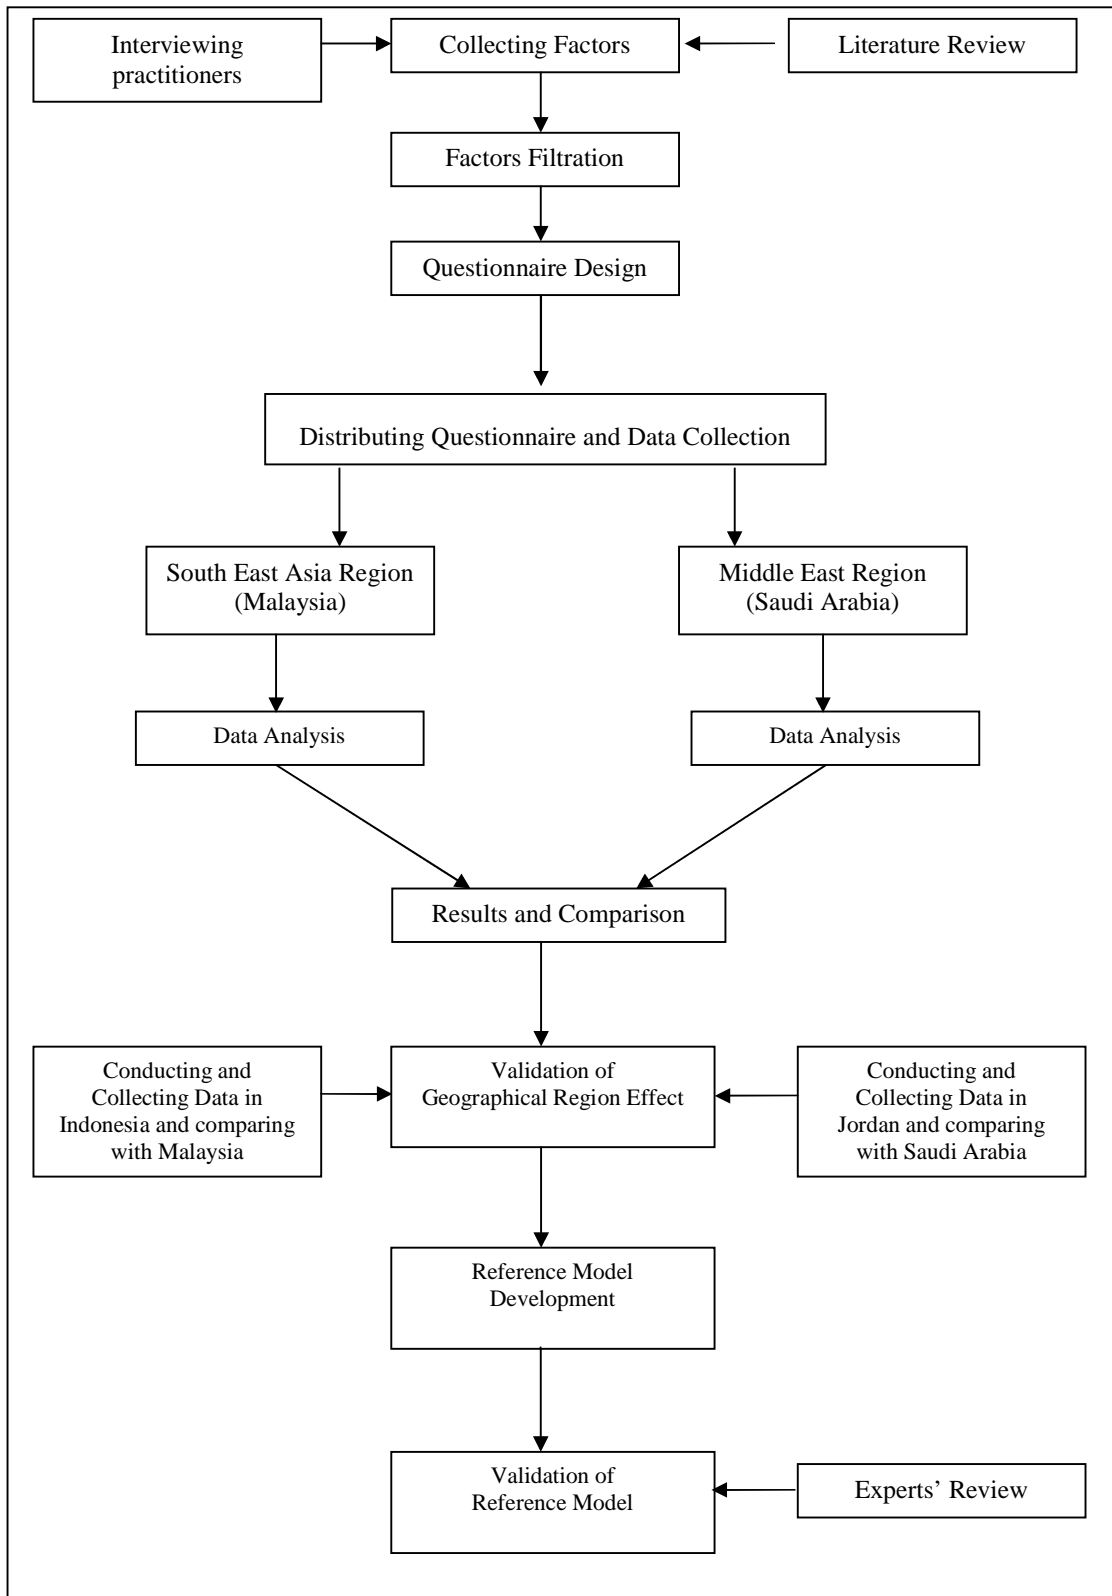 Interviewing
practitioners
Collecting Factors
Literature Review
Factors Filtration
Questionnaire Design
Distributing Questionnaire and Data Collection
South East Asia Region
(Malaysia)
Middle East Region
(Saudi Arabia)
Data Analysis
Data Analysis
Results and Comparison
Conducting and
Collecting Data in
Indonesia and comparing
with Malaysia
Validation of
Geographical Region Effect
Conducting and
Collecting Data in
Jordan and comparing
with Saudi Arabia
Reference Model
Development
Validation of
Reference Model
Experts’ Review